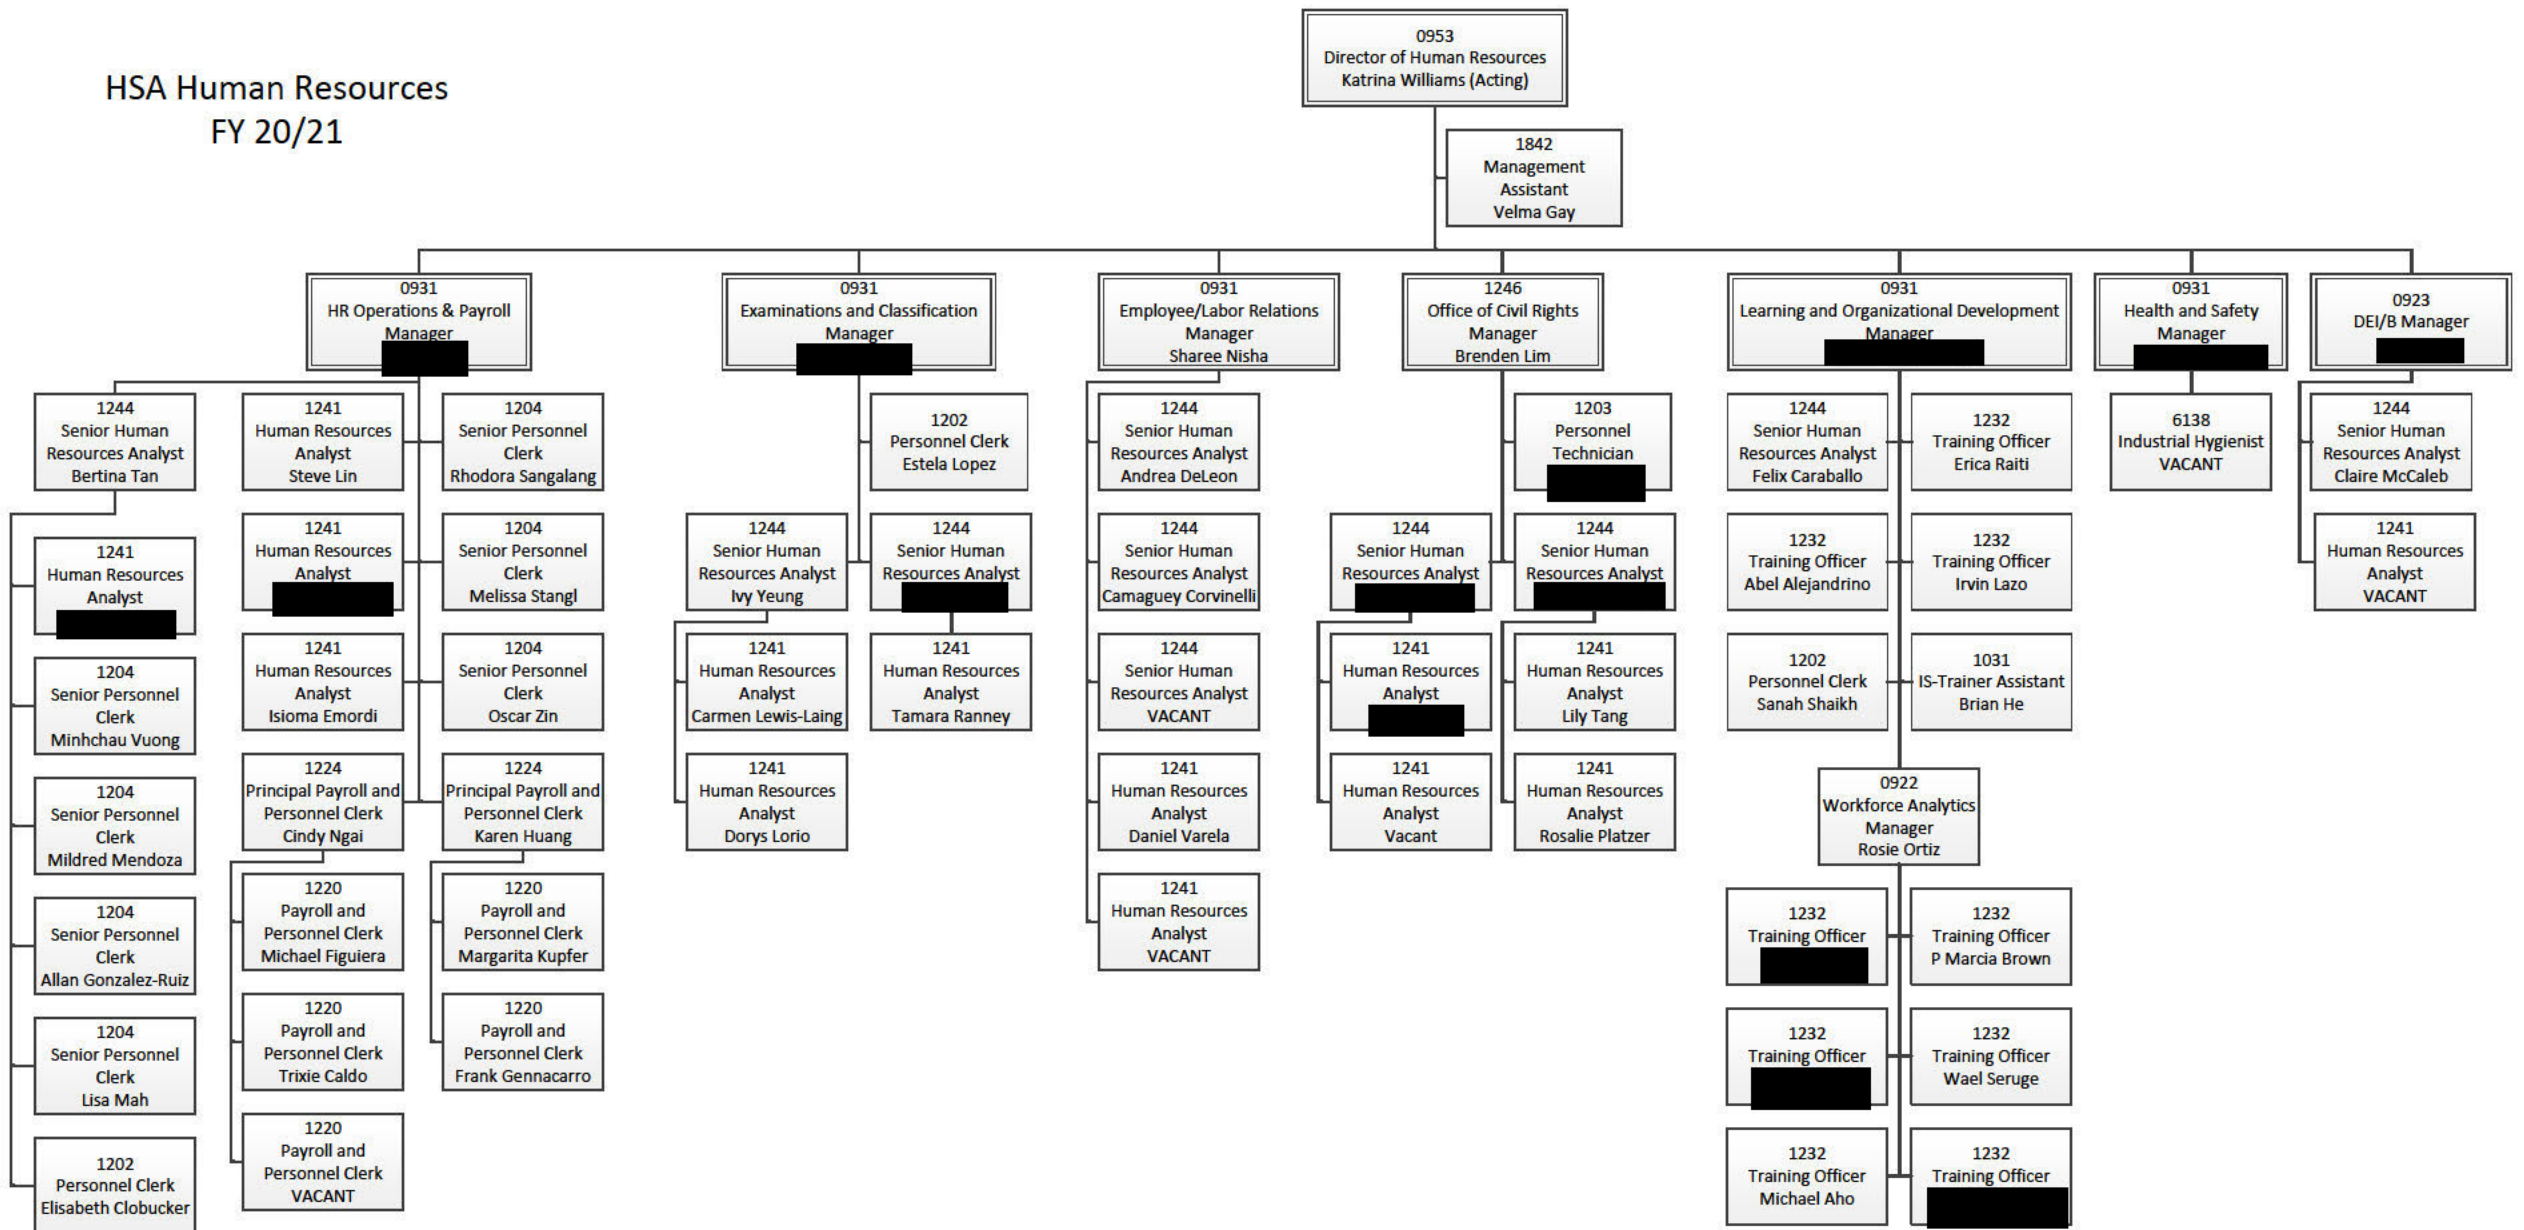 HSA Human Resources
FY 20/21
0953
Director of Human Resources
Katrina Williams (Acting)
1842
Management
Assistant
Velma Gay
0931
HR Operations & Payroll
Manager
0931
Examinations and Classification
Manager
0931
Employee/Labor Relations
Manager
Sharee Nisha
1246
Office of Civil Rights
Manager
Brenden Lim
0931
Learning and Organizational Development
Manager
0931
Health and Safety
Manager
0923
DEI/B Manager
1244
Senior Human
Resources Analyst
Bertina Tan
1241
Human Resources
Analyst
1204
Senior Personnel
Clerk
Minhchau Vuong
1204
Senior Personnel
Clerk
Mildred Mendoza
1204
Senior Personnel
Clerk
Allan Gonzalez-Ruiz
1204
Senior Personnel
Clerk
Lisa Mah
1202
Personnel Clerk
Elisabeth Clobucker
1241
Human Resources
Analyst
Steve Lin
1204
Senior Personnel
Clerk
Rhodora Sangalang
1241
Human Resources
Analyst
1204
Senior Personnel
Clerk
Melissa Stangl
1241
Human Resources
Analyst
Isioma Emordi
1204
Senior Personnel
Clerk
Oscar Zin
1224
Principal Payroll and
Personnel Clerk
Cindy Ngai
1224
Principal Payroll and
Personnel Clerk
Karen Huang
1220
Payroll and
Personnel Clerk
Michael Figuiera
1220
Payroll and
Personnel Clerk
Margarita Kupfer
1220
Payroll and
Personnel Clerk
Trixie Caldo
1220
Payroll and
Personnel Clerk
Frank Gennacarro
1220
Payroll and
Personnel Clerk
VACANT
1202
Personnel Clerk
Estela Lopez
1244
Senior Human
Resources Analyst
Ivy Yeung
1244
Senior Human
Resources Analyst
1241
Human Resources
Analyst
Carmen Lewis-Laing
1241
Human Resources
Analyst
Tamara Ranney
1241
Human Resources
Analyst
Dorys Lorio
1244
Senior Human
Resources Analyst
Andrea DeLeon
1244
Senior Human
Resources Analyst
Camaguey Corvinelli
1244
Senior Human
Resources Analyst
VACANT
1241
Human Resources
Analyst
Daniel Varela
1241
Human Resources
Analyst
VACANT
1203
Personnel
Technician
1244
Senior Human
Resources Analyst
1244
Senior Human
Resources Analyst
1241
Human Resources
Analyst
1241
Human Resources
Analyst
Lily Tang
1241
Human Resources
Analyst
Vacant
1241
Human Resources
Analyst
Rosalie Platzer
1244
Senior Human
Resources Analyst
Felix Caraballo
1232
Training Officer
Erica Raiti
1232
Training Officer
Abel Alejandrino
1232
Training Officer
Irvin Lazo
1202
Personnel Clerk
Sanah Shaikh
1031
IS-Trainer Assistant
Brian He
0922
Workforce Analytics
Manager
Rosie Ortiz
1232
Training Officer
1232
Training Officer
P Marcia Brown
1232
Training Officer
1232
Training Officer
Wael Seruge
1232
Training Officer
Michael Aho
1232
Training Officer
6138
Industrial Hygienist
VACANT
1244
Senior Human
Resources Analyst
Claire McCaleb
1241
Human Resources
Analyst
VACANT